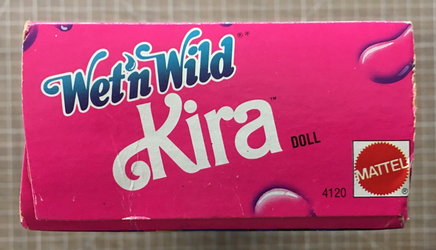 Wet'n Wild®
Kira™ DOLL
4120 MATTEL®